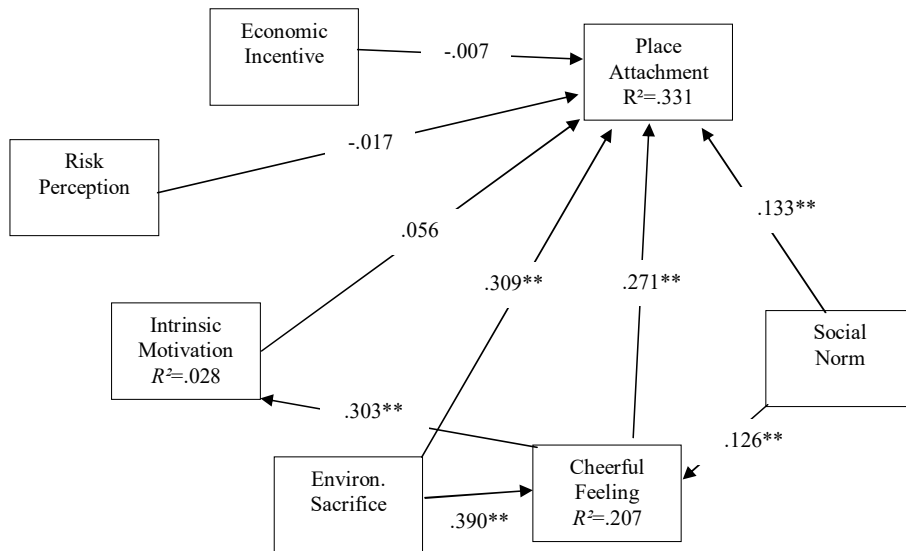 Economic
Incentive
-.007
Place
Attachment
R²=.331
Risk
Perception
-.017
.056
.133**
.309**
.271**
Intrinsic
Motivation
R²=.028
Social
Norm
.303**
.126**
Environ.
Sacrifice
.390**
Cheerful
Feeling
R²=.207